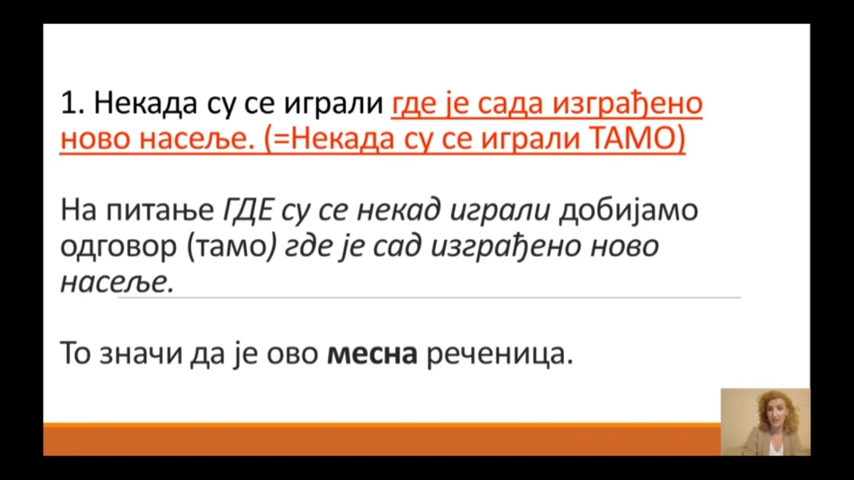 1. Некада су се играли где је сада изграђено
ново насеље. (=Некада су се играли ТАМО)
На питање ГДЕ су се некад играли добијамо
одговор (тамо) где је сад изграђено ново
насеље.
То значи да је ово месна реченица.